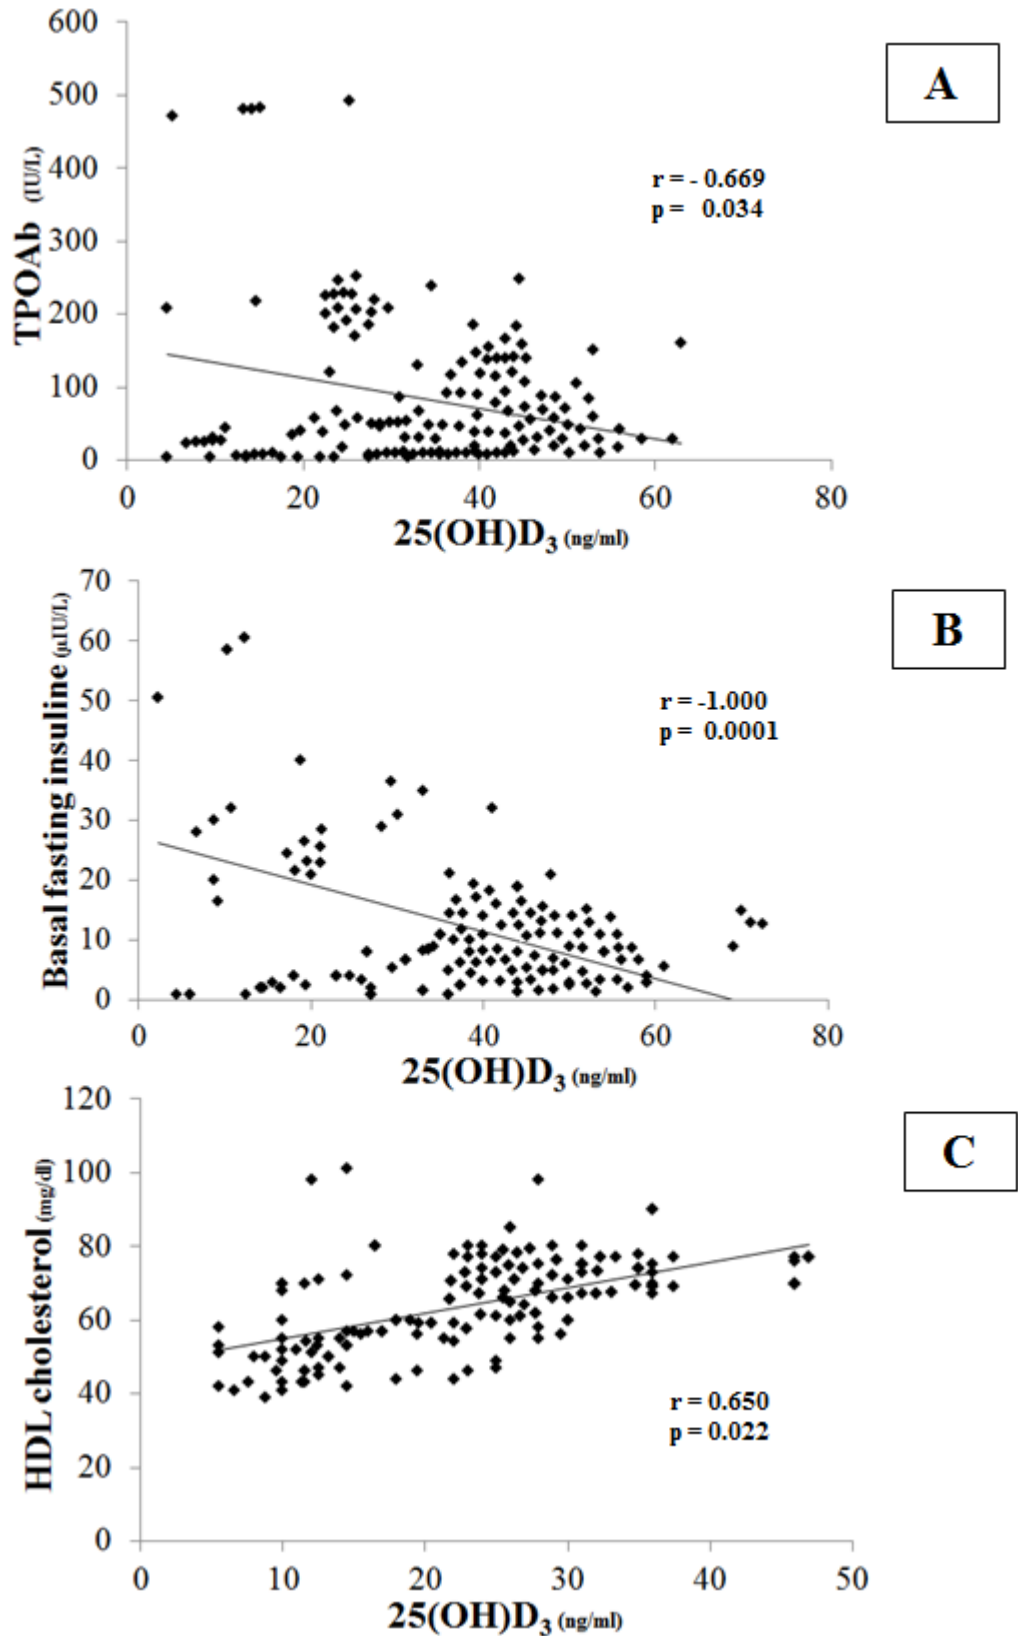 600
500
400
300
200
100
0
TPOAb (IU/L)
A
r = - 0.669
p = 0.034
0 20 40 60 80
25(OH)D₃ (ng/ml)
70
60
50
40
30
20
10
0
Basal fasting insuline (µIU/L)
B
r = -1.000
p = 0.0001
0 20 40 60 80
25(OH)D₃ (ng/ml)
120
100
80
60
40
20
0
HDL cholesterol (mg/dl)
C
r = 0.650
p = 0.022
0 10 20 30 40 50
25(OH)D₃ (ng/ml)